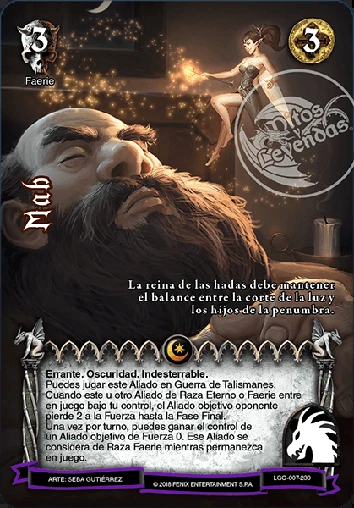 3
3
Faerie
Mitos
y
Leyendas
Mab
La reina de las hadas debe mantener
el balance entre la corte de la luz y
los hijos de la penumbra.
Errante. Oscuridad. Indesterrable.
Puedes jugar este Aliado en Guerra de Talismanes.
Cuando este u otro Aliado de Raza Eterno o Faerie entre
en juego bajo tu control, el Aliado objetivo oponente
pierde 2 a la Fuerza hasta la Fase Final.
Una vez por turno, puedes ganar el control de
un Aliado objetivo de Fuerza 0. Ese Aliado se
considera de Raza Faerie mientras permanezca
en juego.
ARTE: SEBA GUTIÉRREZ
© 2018 FENIX ENTERTAINMENT S.P.A